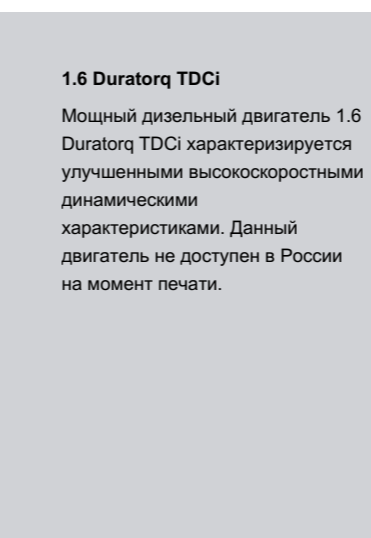 1.6 Duratorq TDCi
Мощный дизельный двигатель 1.6
Duratorq TDCi характеризируется
улучшенными высокоскоростными
динамическими
характеристиками. Данный
двигатель не доступен в России
на момент печати.